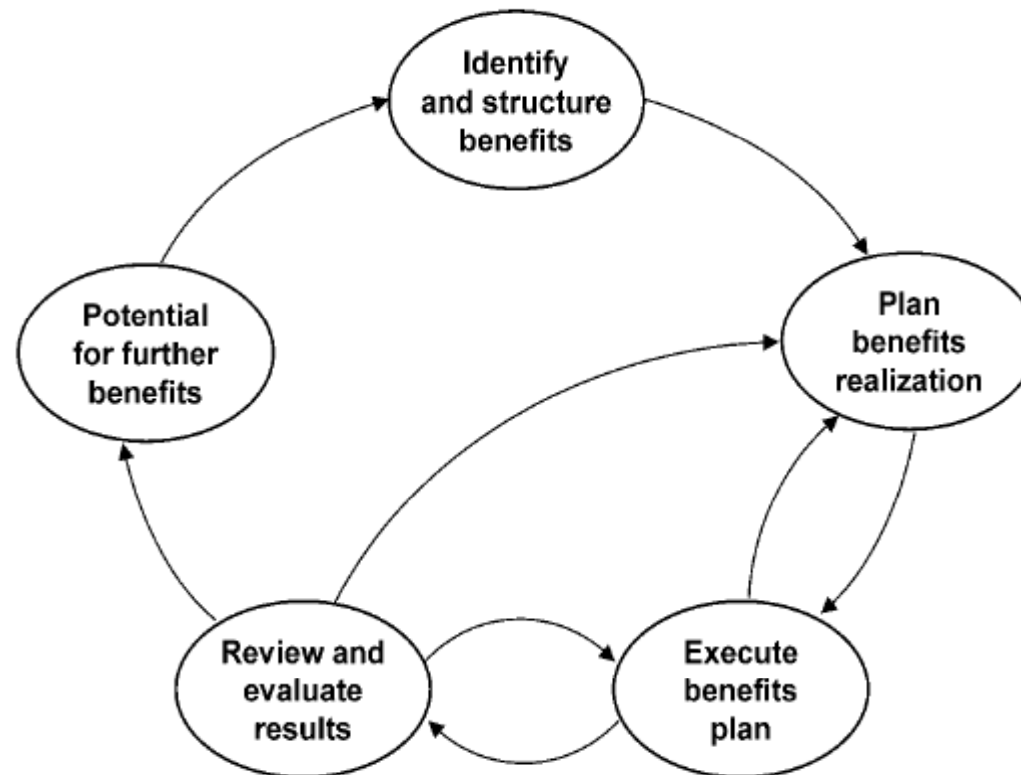 Identify
and structure
benefits
Plan
benefits
realization
Potential
for further
benefits
Review and
evaluate
results
Execute
benefits
plan